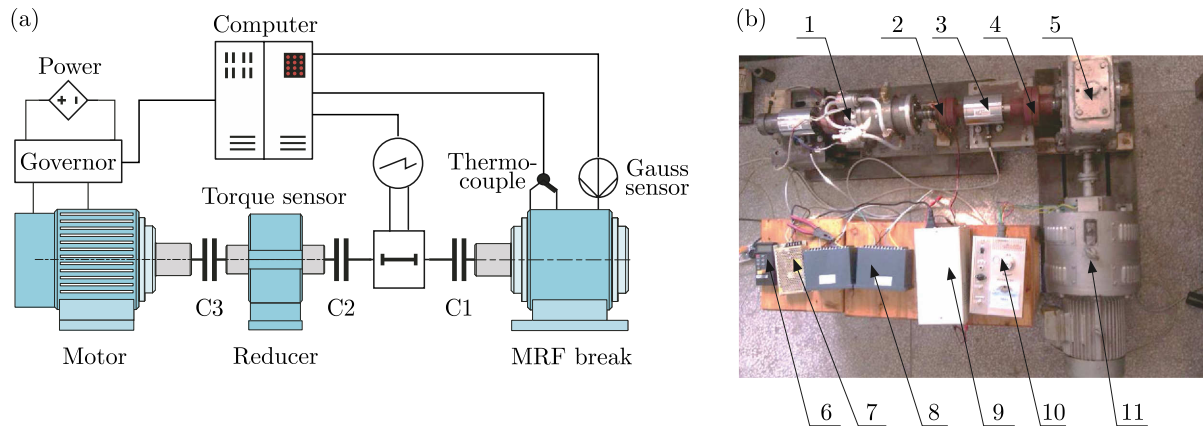 (a)
Computer
Power
Governor
Torque sensor
Thermo-
couple
Gauss
sensor
C3
C2
C1
Motor
Reducer
MRF break
(b)
1
2
3
4
5
6
7
8
9
10
11